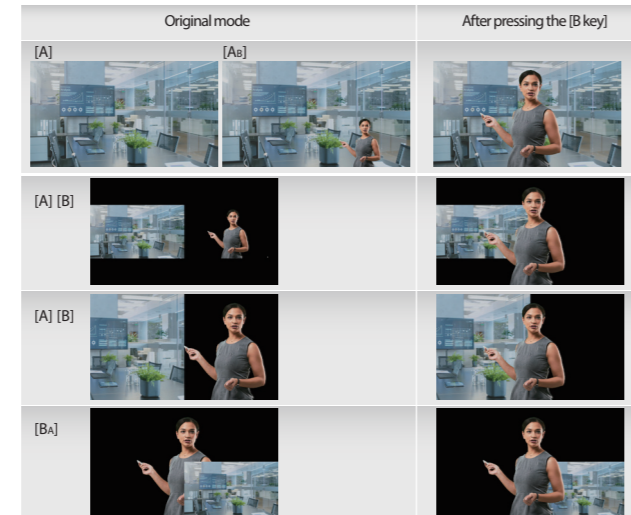 Original mode
After pressing the [B key]
[A]
[AB]
[A] [B]
[A] [B]
[BA]